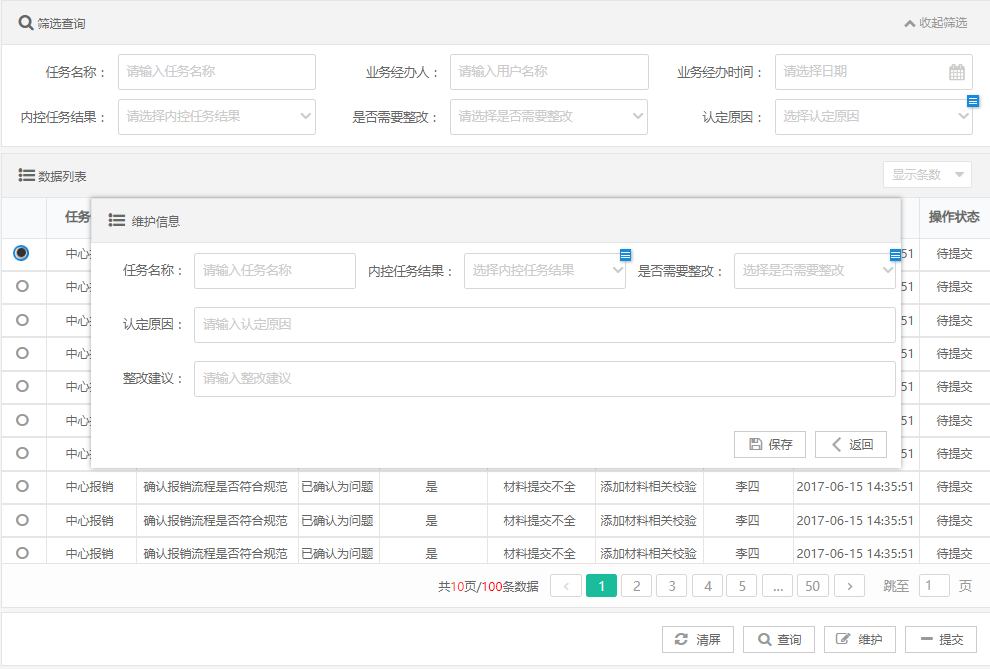 筛选查询 收起筛选
任务名称： 请输入任务名称 业务经办人： 请输入用户名称 业务经办时间： 请选择日期
内控任务结果： 请选择内控任务结果 是否需要整改： 请选择是否需要整改 认定原因： 选择认定原因
数据列表 显示条数
任务 操作状态
维护信息
中心 51 待提交
任务名称： 请输入任务名称 内控任务结果： 选择内控任务结果 是否需要整改： 选择是否需要整改
中心 51 待提交
中心 51 待提交
认定原因： 请输入认定原因
中心 51 待提交
中心 51 待提交
整改建议： 请输入整改建议
中心 51 待提交
中心 51 待提交
保存 返回
中心报销 确认报销流程是否符合规范 已确认为问题 是 材料提交不全 添加材料相关校验 李四 2017-06-15 14:35:51 待提交
中心报销 确认报销流程是否符合规范 已确认为问题 是 材料提交不全 添加材料相关校验 李四 2017-06-15 14:35:51 待提交
中心报销 确认报销流程是否符合规范 已确认为问题 是 材料提交不全 添加材料相关校验 李四 2017-06-15 14:35:51 待提交
共10页/100条数据 < 1 2 3 4 5 ... 50 > 跳至 1 页
清屏 查询 维护 提交